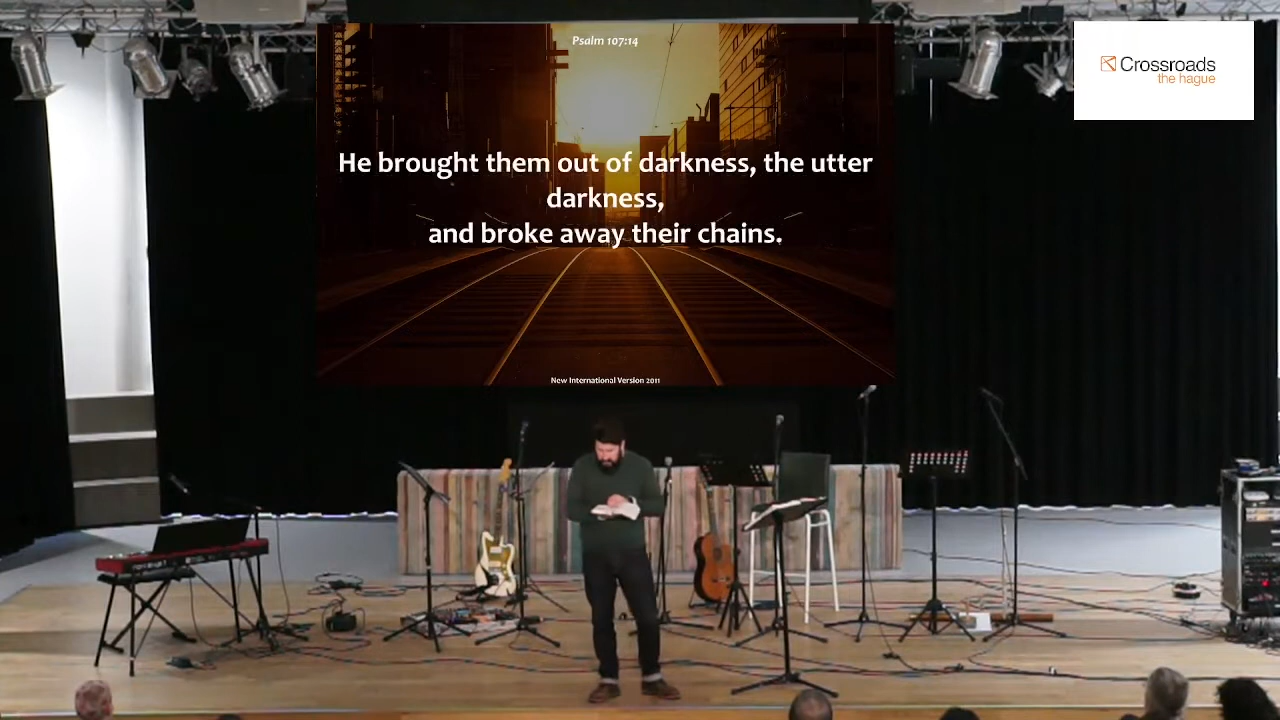 Psalm 107:14
Crossroads
the hague
He brought them out of darkness, the utter
darkness,
and broke away their chains.
New International Version 2011